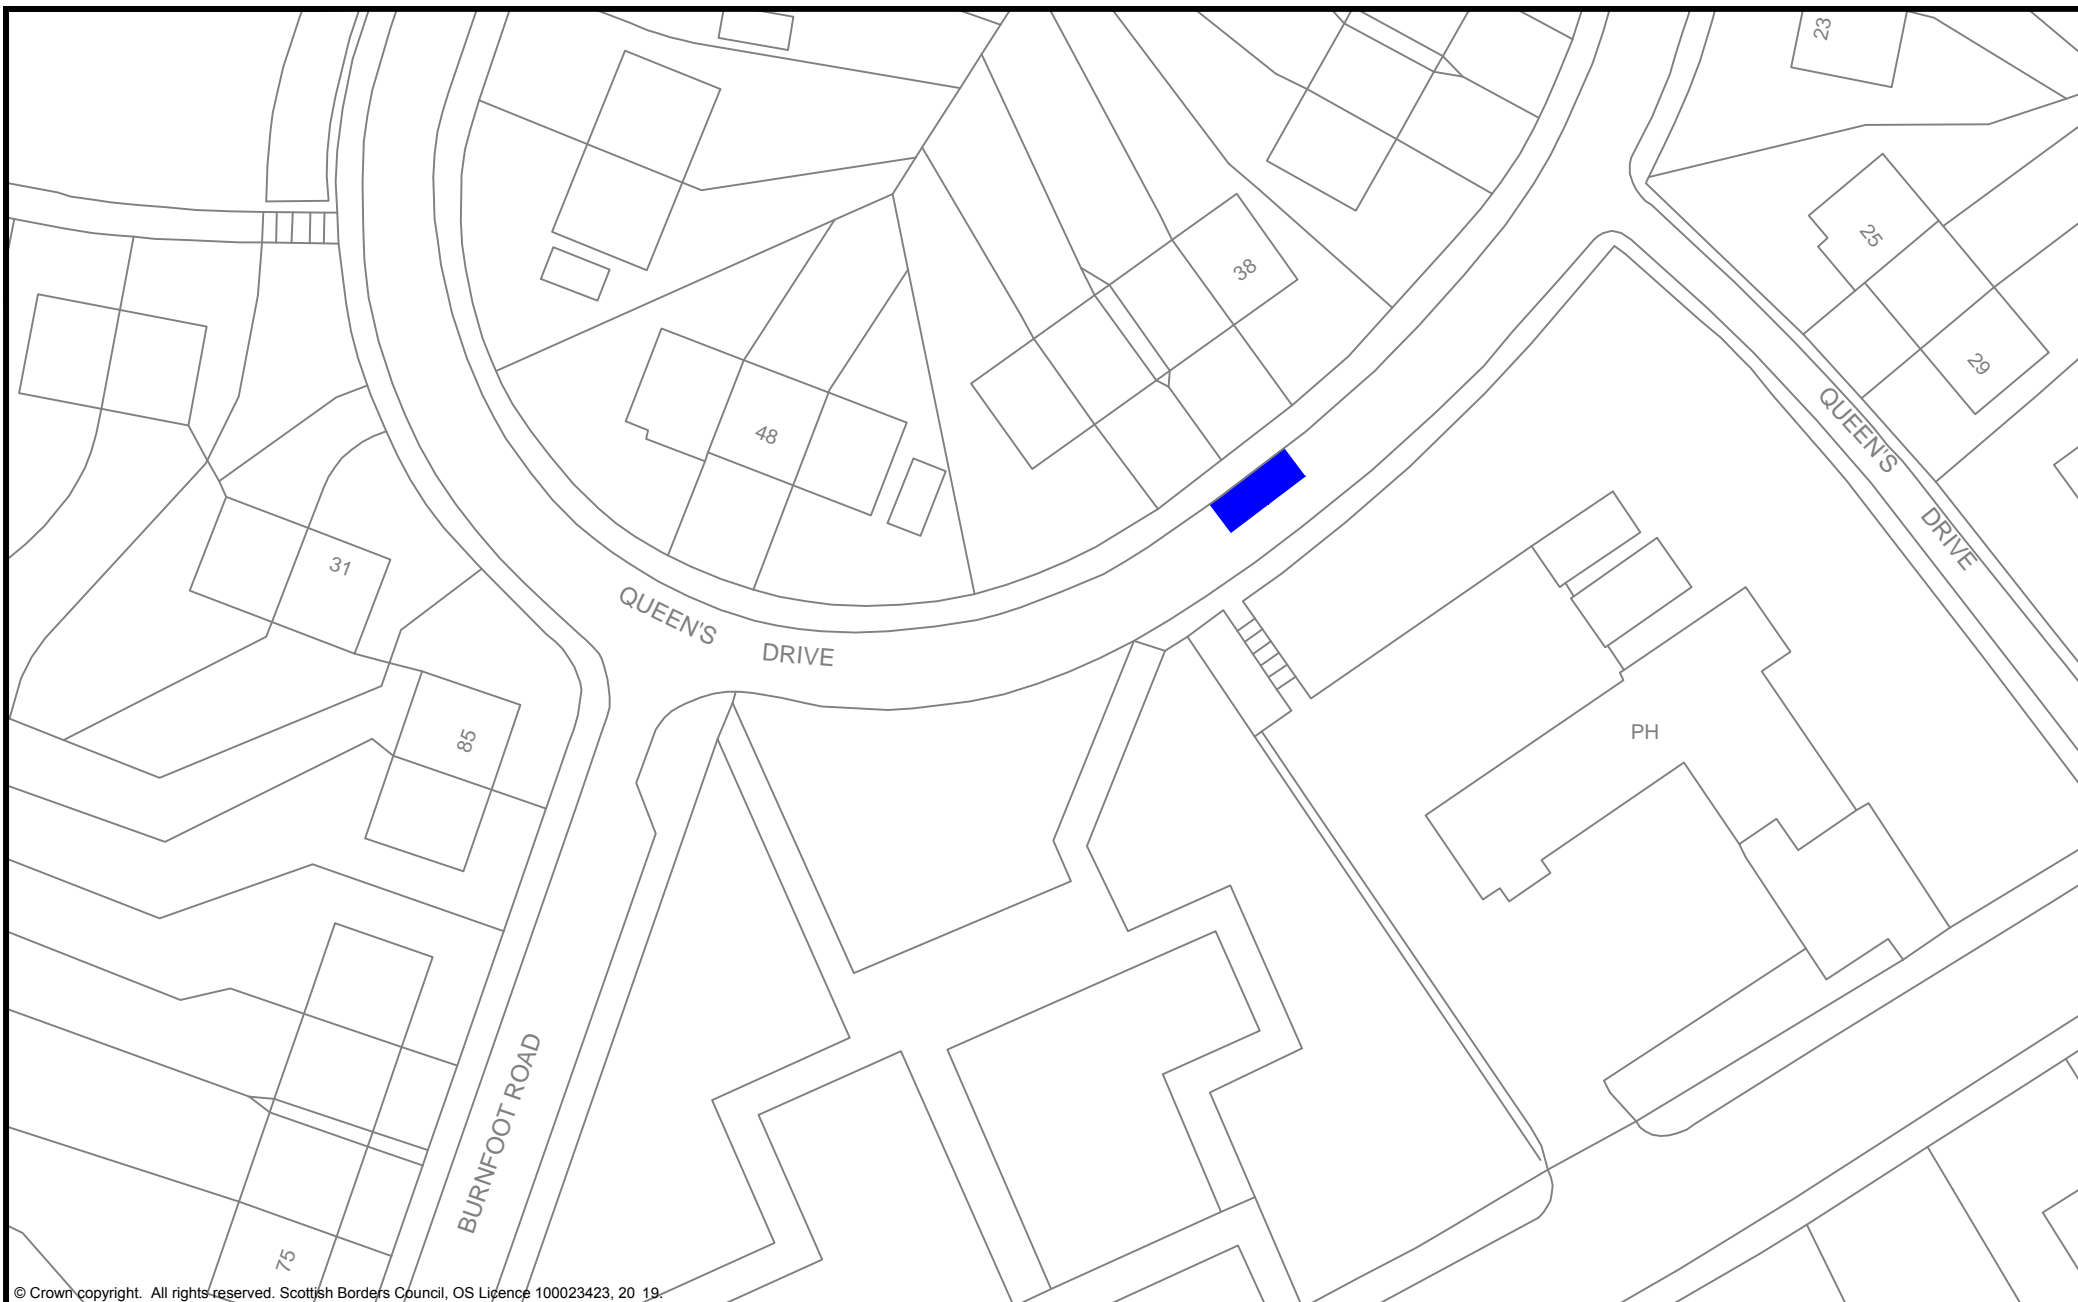 23
25
38
29
QUEEN'S
DRIVE
48
31
QUEEN'S
DRIVE
PH
85
BURNFOOT ROAD
75
© Crown copyright. All rights reserved. Scottish Borders Council, OS Licence 100023423, 20 19.